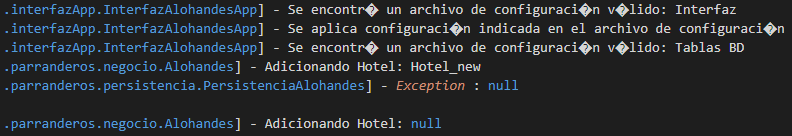 .interfazApp.InterfazAlohandesApp] - Se encontr� un archivo de configuraci�n v�lido: Interfaz
.interfazApp.InterfazAlohandesApp] - Se aplica configuraci�n indicada en el archivo de configuraci�n
.interfazApp.InterfazAlohandesApp] - Se encontr� un archivo de configuraci�n v�lido: Tablas BD
.parranderos.negocio.Alohandes] - Adicionando Hotel: Hotel_new
.parranderos.persistencia.PersistenciaAlohandes] - Exception : null
.parranderos.negocio.Alohandes] - Adicionando Hotel: null